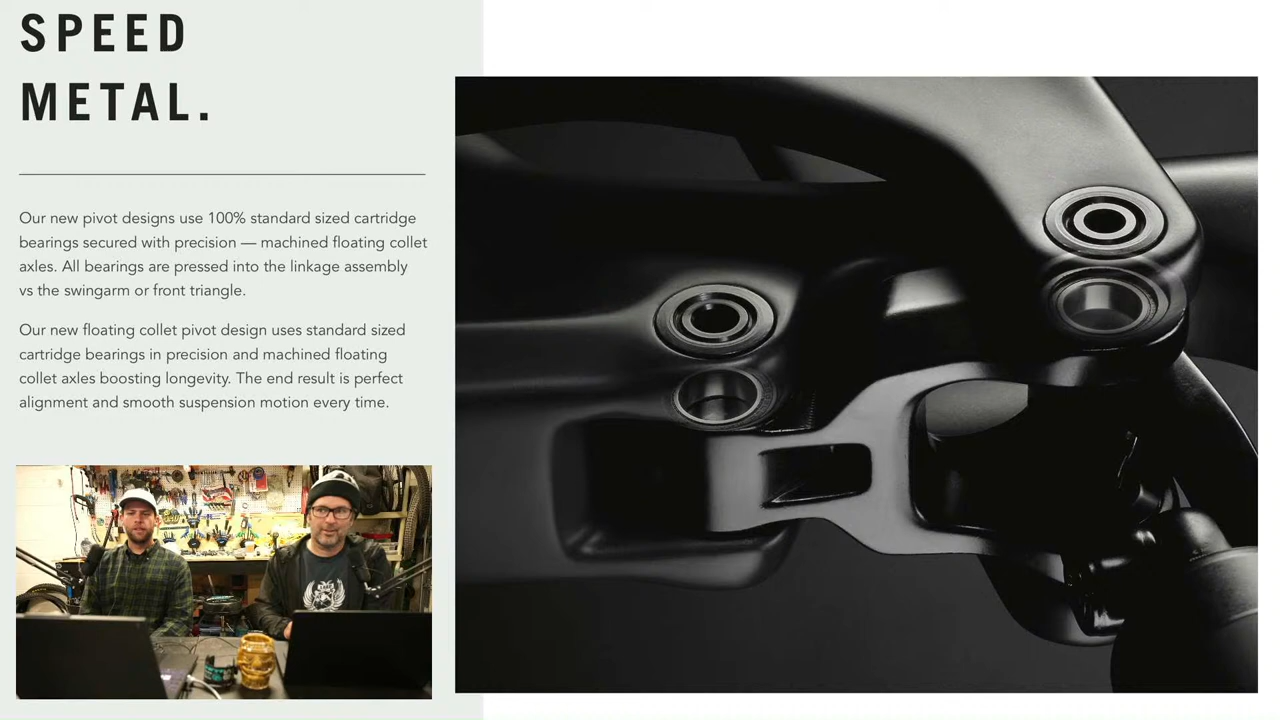 SPEED
METAL.
Our new pivot designs use 100% standard sized cartridge
bearings secured with precision — machined floating collet
axles. All bearings are pressed into the linkage assembly
vs the swingarm or front triangle.
Our new floating collet pivot design uses standard sized
cartridge bearings in precision and machined floating
collet axles boosting longevity. The end result is perfect
alignment and smooth suspension motion every time.